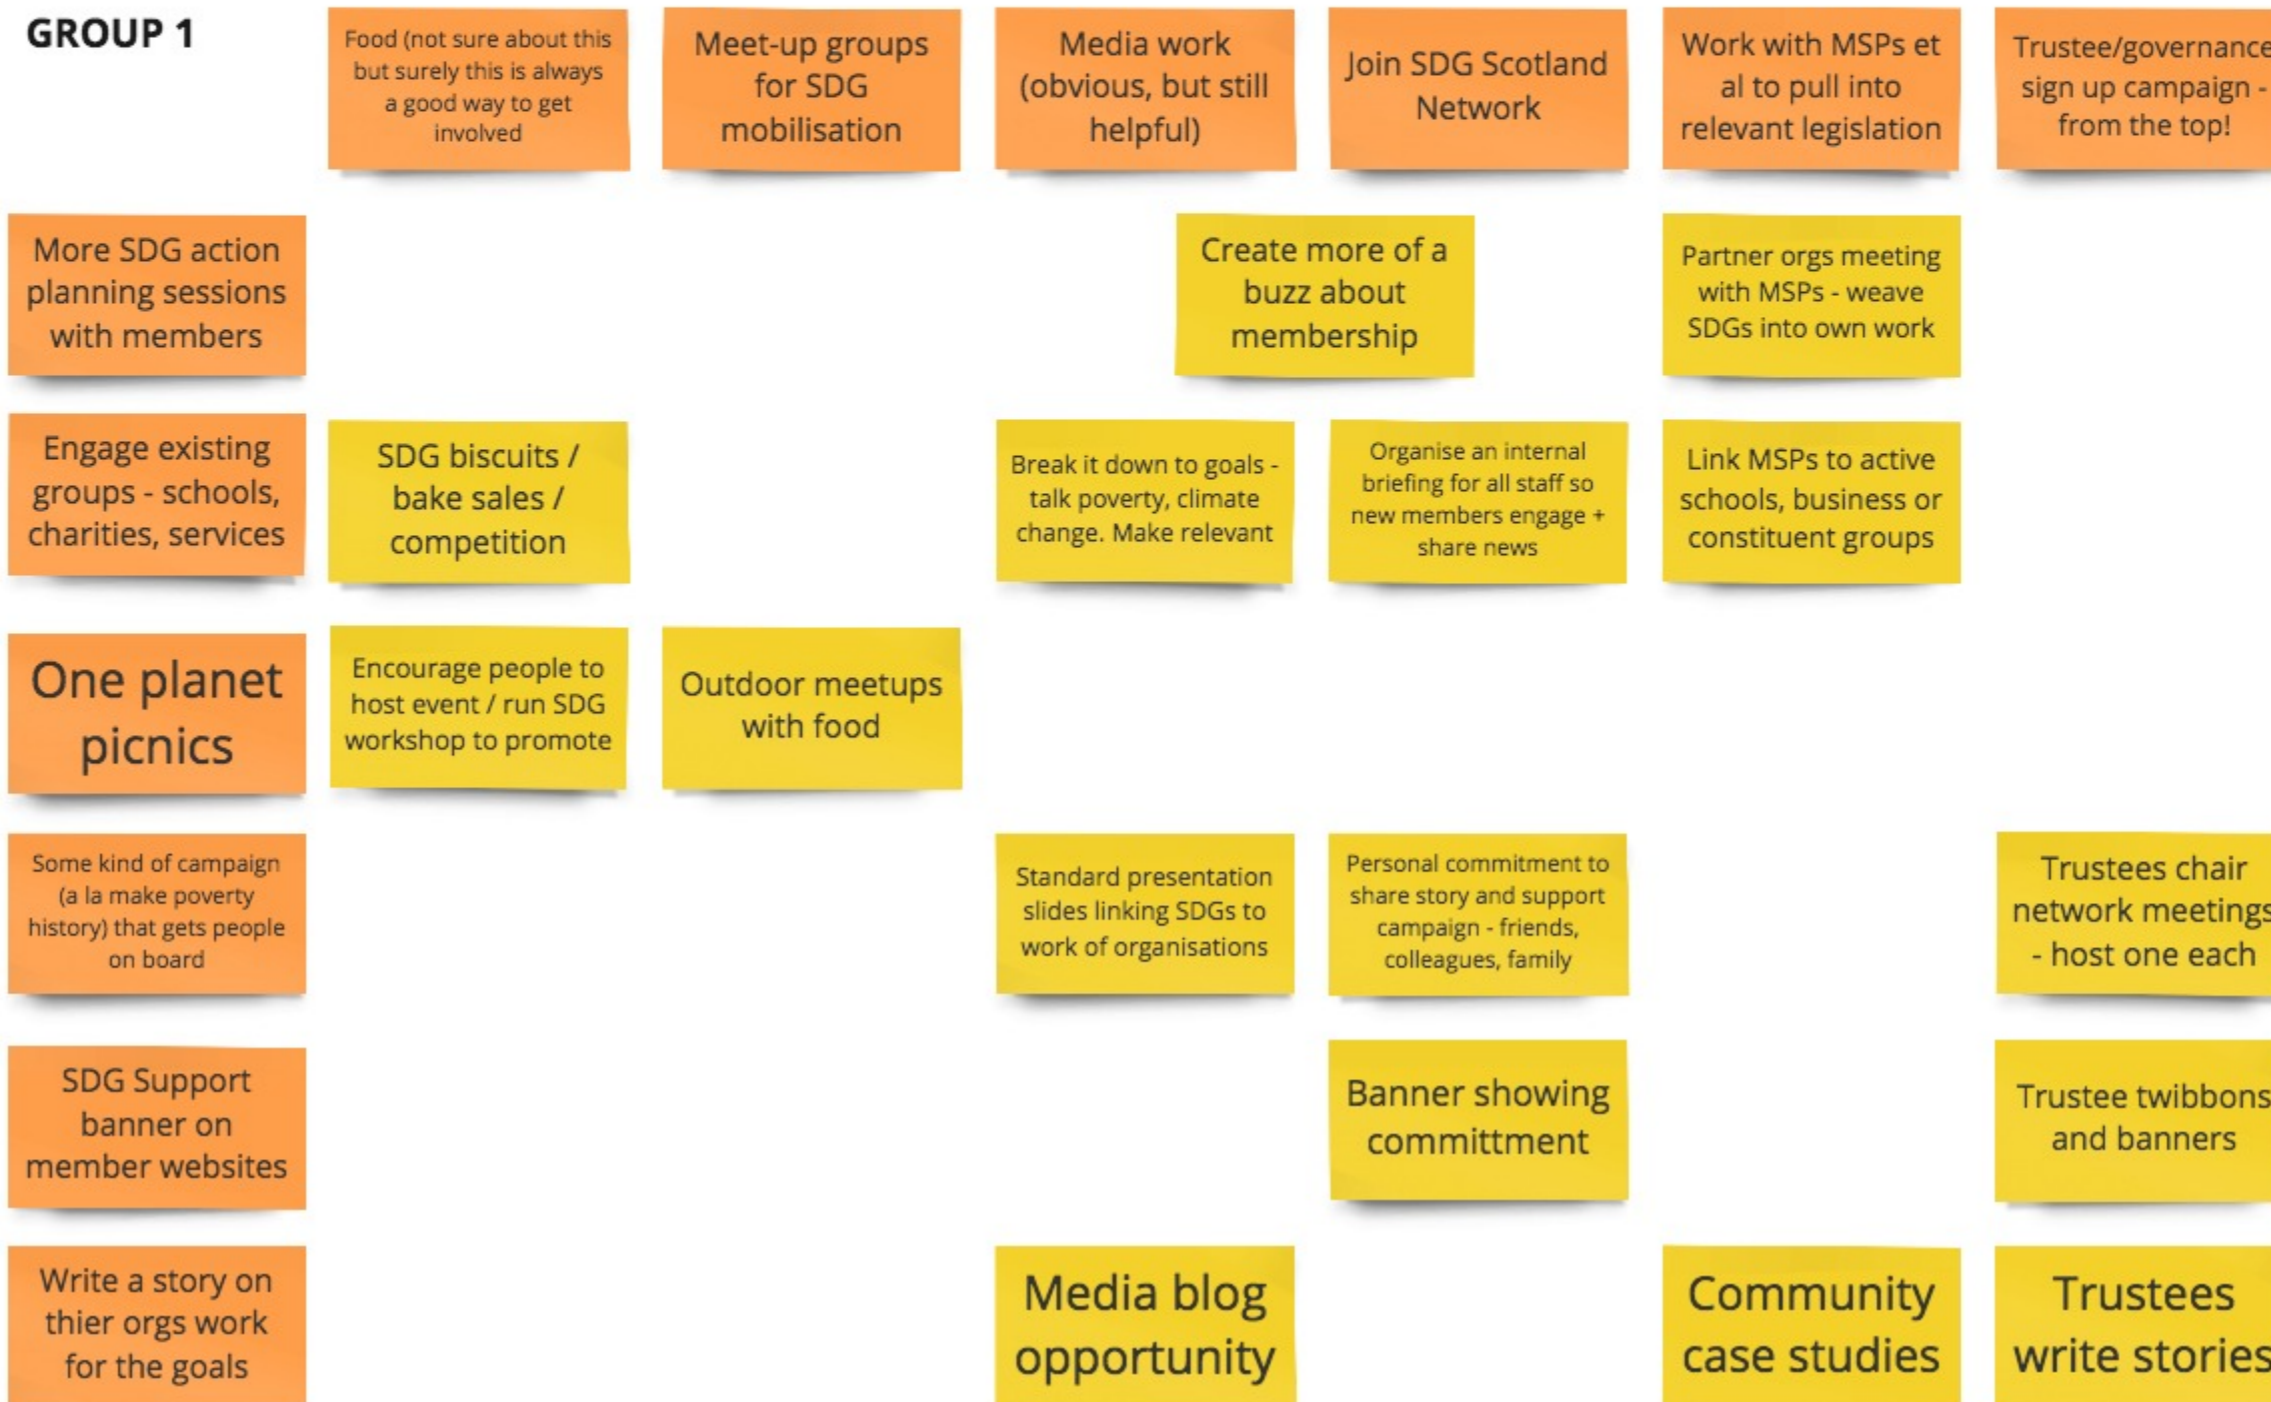 GROUP 1
Food (not sure about this
but surely this is always
a good way to get
involved
Meet-up groups
for SDG
mobilisation
Media work
(obvious, but still
helpful)
Join SDG Scotland
Network
Work with MSPs et
al to pull into
relevant legislation
Trustee/governance
sign up campaign -
from the top!
More SDG action
planning sessions
with members
Create more of a
buzz about
membership
Partner orgs meeting
with MSPs - weave
SDGs into own work
Engage existing
groups - schools,
charities, services
SDG biscuits /
bake sales /
competition
Break it down to goals -
talk poverty, climate
change. Make relevant
Organise an internal
briefing for all staff so
new members engage +
share news
Link MSPs to active
schools, business or
constituent groups
One planet
picnics
Encourage people to
host event / run SDG
workshop to promote
Outdoor meetups
with food
Some kind of campaign
(a la make poverty
history) that gets people
on board
Standard presentation
slides linking SDGs to
work of organisations
Personal commitment to
share story and support
campaign - friends,
colleagues, family
Trustees chair
network meetings
- host one each
SDG Support
banner on
member websites
Banner showing
committment
Trustee twibbons
and banners
Write a story on
thier orgs work
for the goals
Media blog
opportunity
Community
case studies
Trustees
write stories